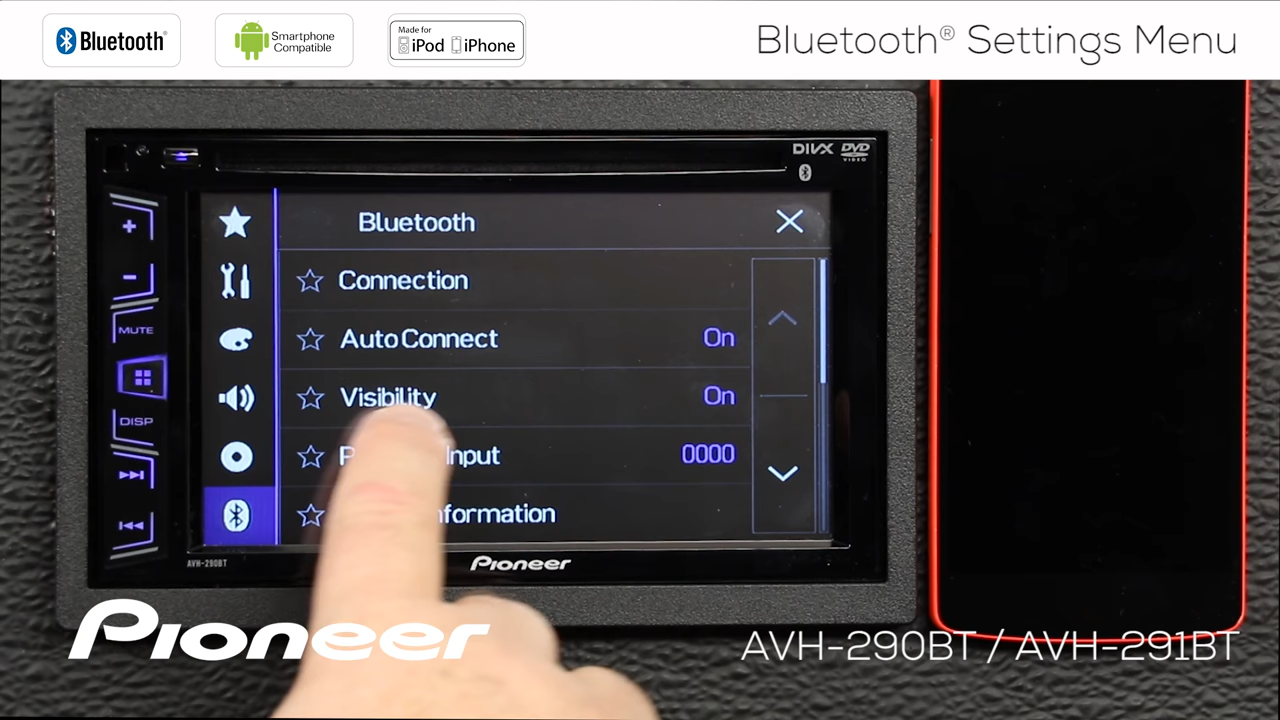 Bluetooth®
Smartphone
Compatible
Made for
iPod iPhone
Bluetooth® Settings Menu
DIVX DVD
VIDEO
Bluetooth
Connection
Auto Connect On
Visibility On
Input 0000
MUTE
DISP
AVH-290BT
Pioneer
Pioneer
AVH-290BT / AVH-291BT